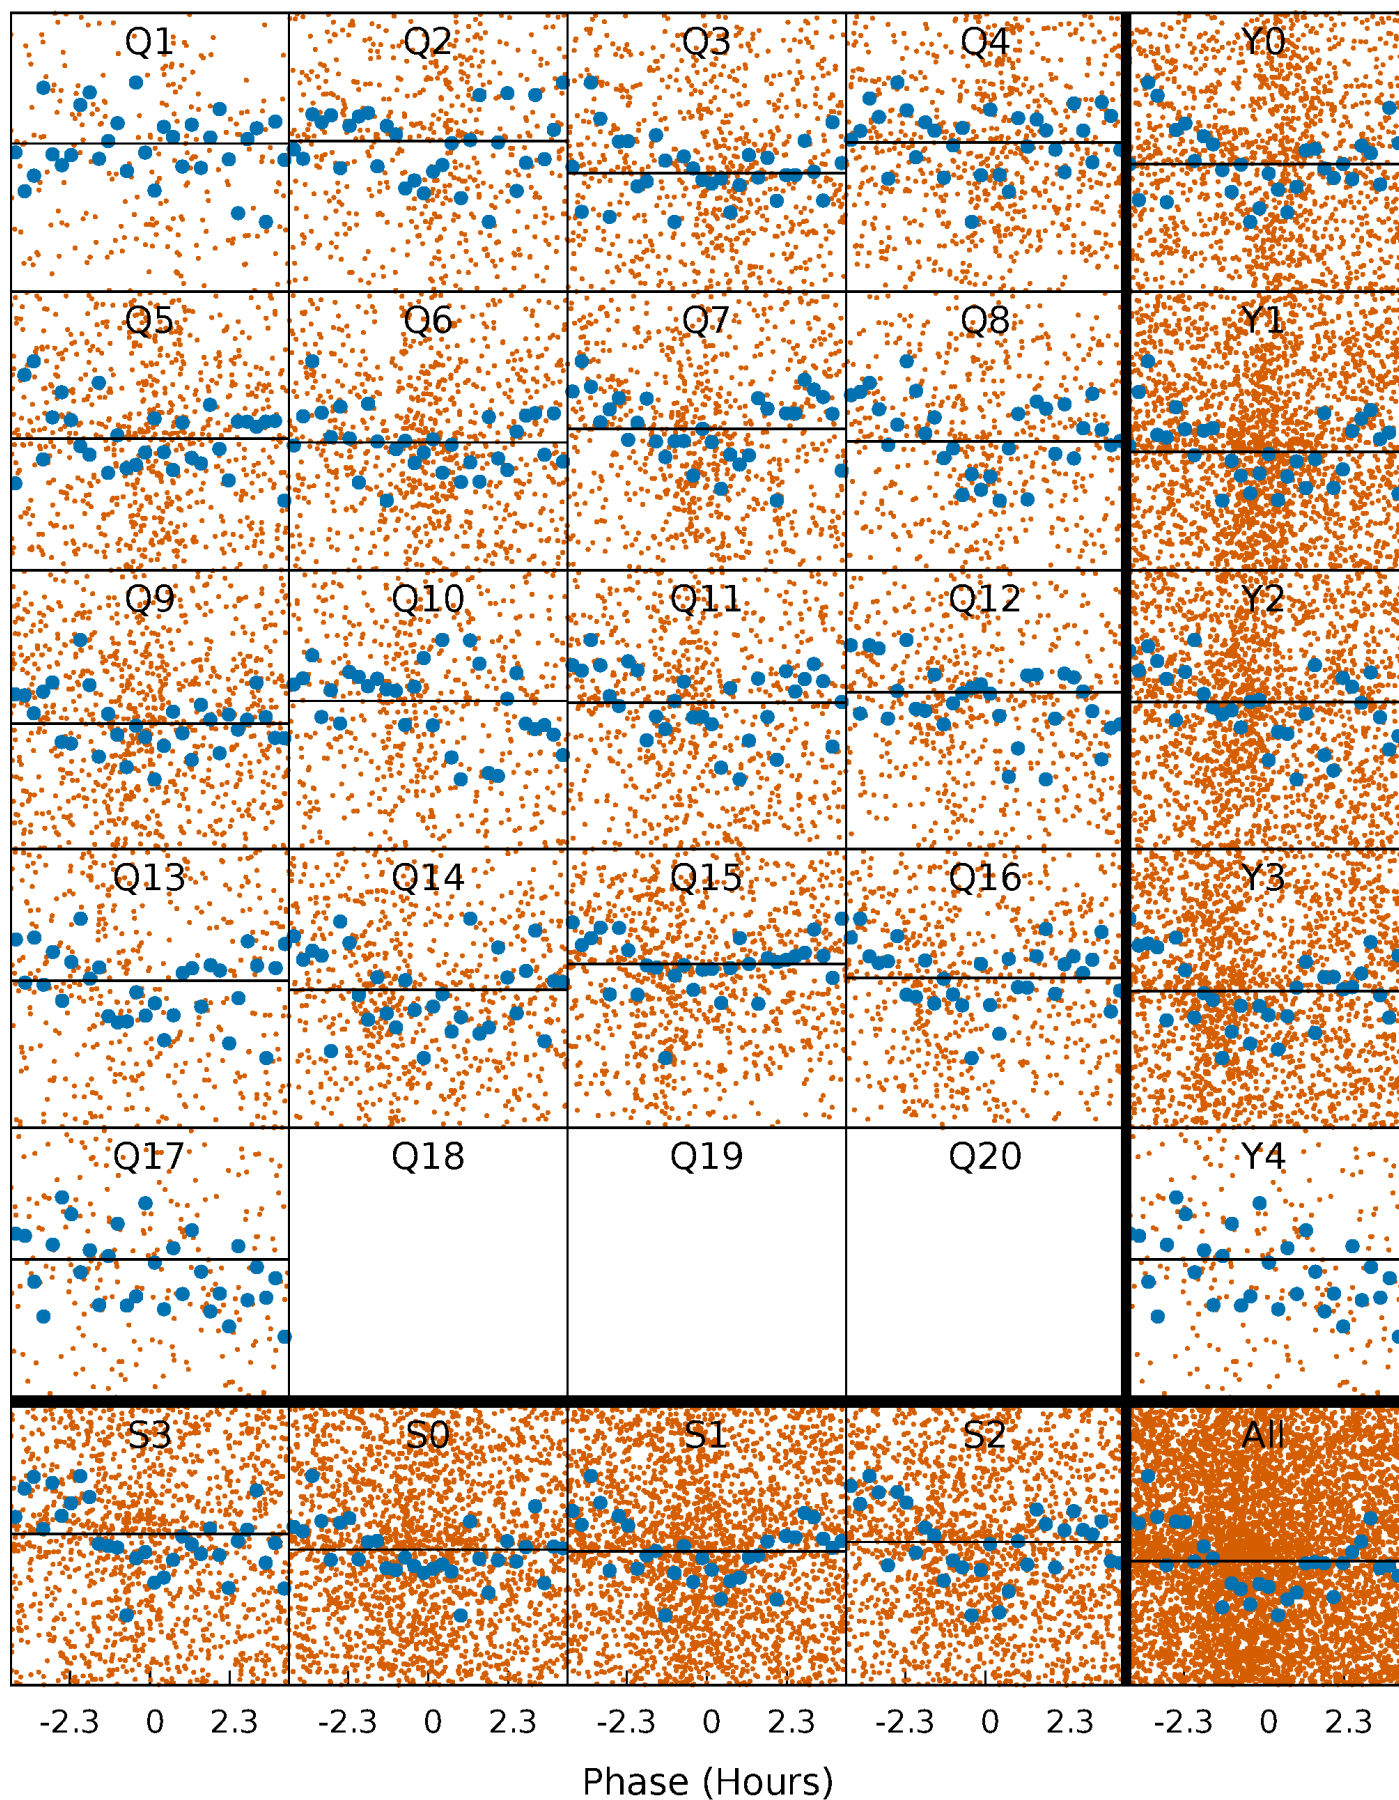 Q1 Q2 Q3 Q4 Y0
Q5 Q6 Q7 Q8 Y1
Q9 Q10 Q11 Q12 Y2
Q13 Q14 Q15 Q16 Y3
Q17 Q18 Q19 Q20 Y4
S3 S0 S1 S2 All
-2.3 0 2.3 -2.3 0 2.3 -2.3 0 2.3 -2.3 0 2.3 -2.3 0 2.3
Phase (Hours)